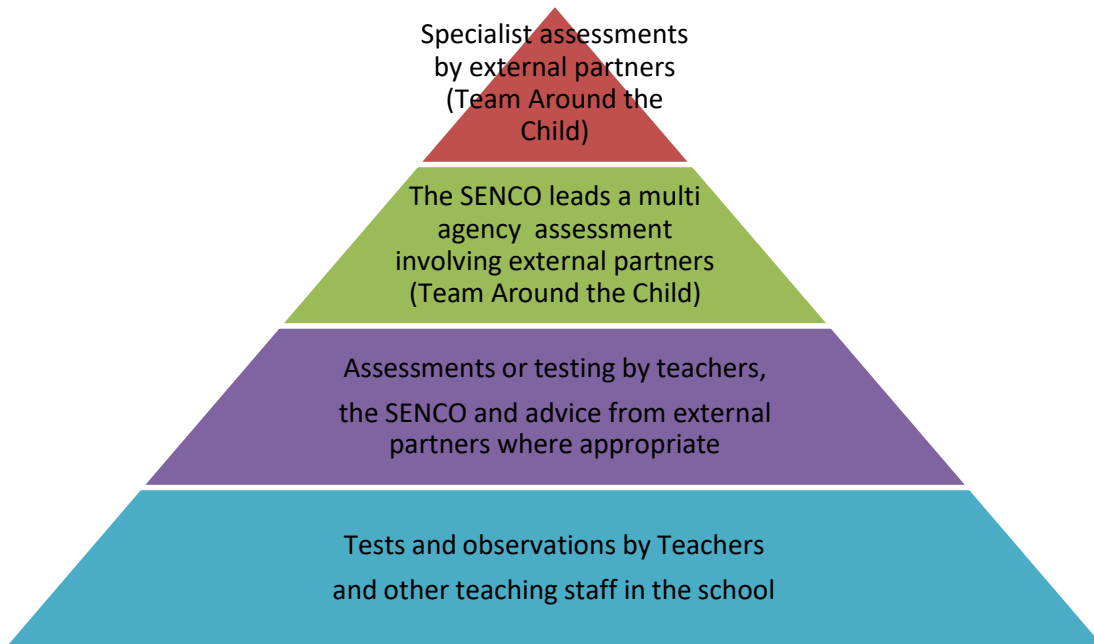 Specialist assessments
by external partners
(Team Around the
Child)
The SENCO leads a multi
agency assessment
involving external partners
(Team Around the Child)
Assessments or testing by teachers,
the SENCO and advice from external
partners where appropriate
Tests and observations by Teachers
and other teaching staff in the school